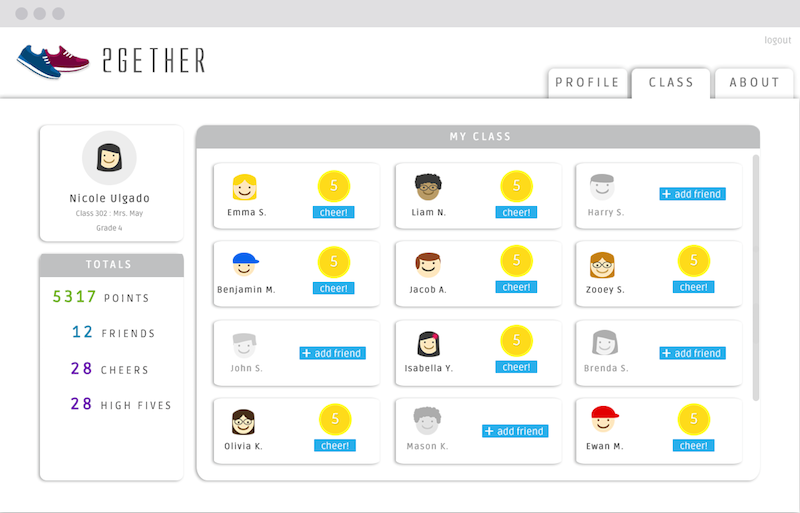 logout
2GETHER
PROFILE
CLASS
ABOUT
Nicole Ulgado
Class 302 : Mrs. May
Grade 4
TOTALS
5317 POINTS
12 FRIENDS
28 CHEERS
28 HIGH FIVES
MY CLASS
5
cheer!
Emma S.
5
cheer!
Liam N.
+ add friend
Harry S.
5
cheer!
Benjamin M.
5
cheer!
Jacob A.
5
cheer!
Zooey S.
+ add friend
John S.
5
cheer!
Isabella Y.
+ add friend
Brenda S.
5
cheer!
Olivia K.
+ add friend
Mason K.
5
cheer!
Ewan M.